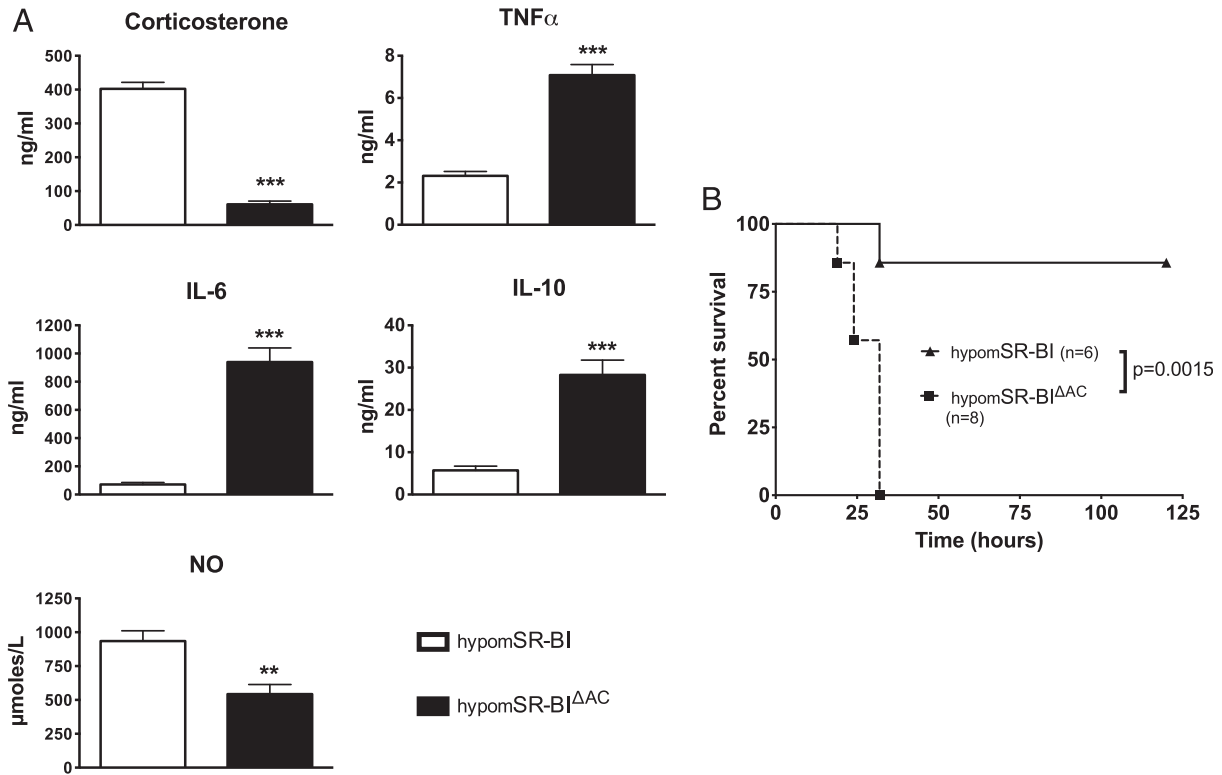 A
Corticosterone
500
400
300
200
100
0
ng/ml
***
TNFα
8
6
4
2
0
ng/ml
***
IL-6
1200
1000
800
600
400
200
0
ng/ml
***
IL-10
40
30
20
10
0
ng/ml
***
NO
1250
1000
750
500
250
0
µmoles/L
**
hypomSR-BI
hypomSR-BIΔAC
B
100
75
50
25
0
Percent survival
hypomSR-BI (n=6)
hypomSR-BIΔAC
(n=8)
p=0.0015
0 25 50 75 100 125
Time (hours)